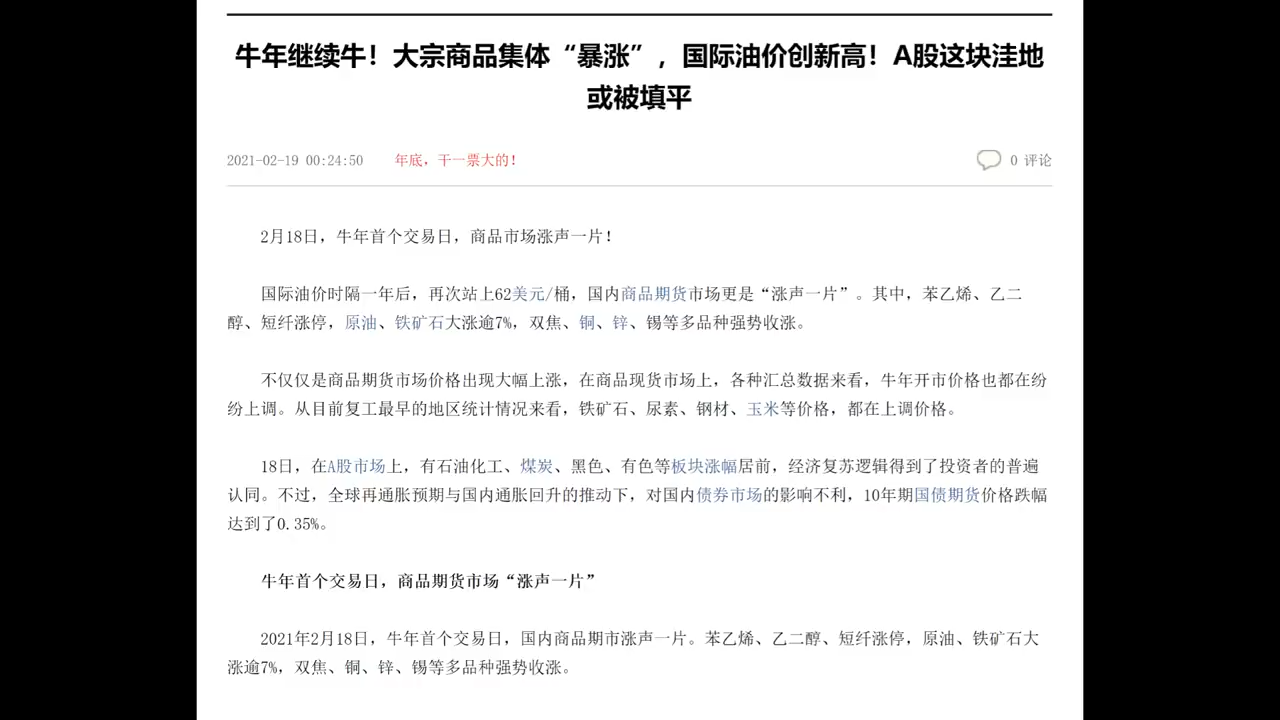 牛年继续牛！大宗商品集体“暴涨”，国际油价创新高！A股这块洼地
或被填平
2021-02-19 00:24:50 年底，干一票大的! 0 评论
2月18日，牛年首个交易日，商品市场涨声一片!
国际油价时隔一年后，再次站上62美元/桶，国内商品期货市场更是“涨声一片”。其中，苯乙烯、乙二
醇、短纤涨停，原油、铁矿石大涨逾7%，双焦、铜、锌、锡等多品种强势收涨。
不仅仅是商品期货市场价格出现大幅上涨，在商品现货市场上，各种汇总数据来看，牛年开市价格也都在纷
纷上调。从目前复工最早的地区统计情况来看，铁矿石、尿素、钢材、玉米等价格，都在上调价格。
18日，在A股市场上，有石油化工、煤炭、黑色、有色等板块涨幅居前，经济复苏逻辑得到了投资者的普遍
认同。不过，全球再通胀预期与国内通胀回升的推动下，对国内债券市场的影响不利，10年期国债期货价格跌幅
达到了0.35%。
牛年首个交易日，商品期货市场“涨声一片”
2021年2月18日，牛年首个交易日，国内商品期市涨声一片。苯乙烯、乙二醇、短纤涨停，原油、铁矿石大
涨逾7%，双焦、铜、锌、锡等多品种强势收涨。